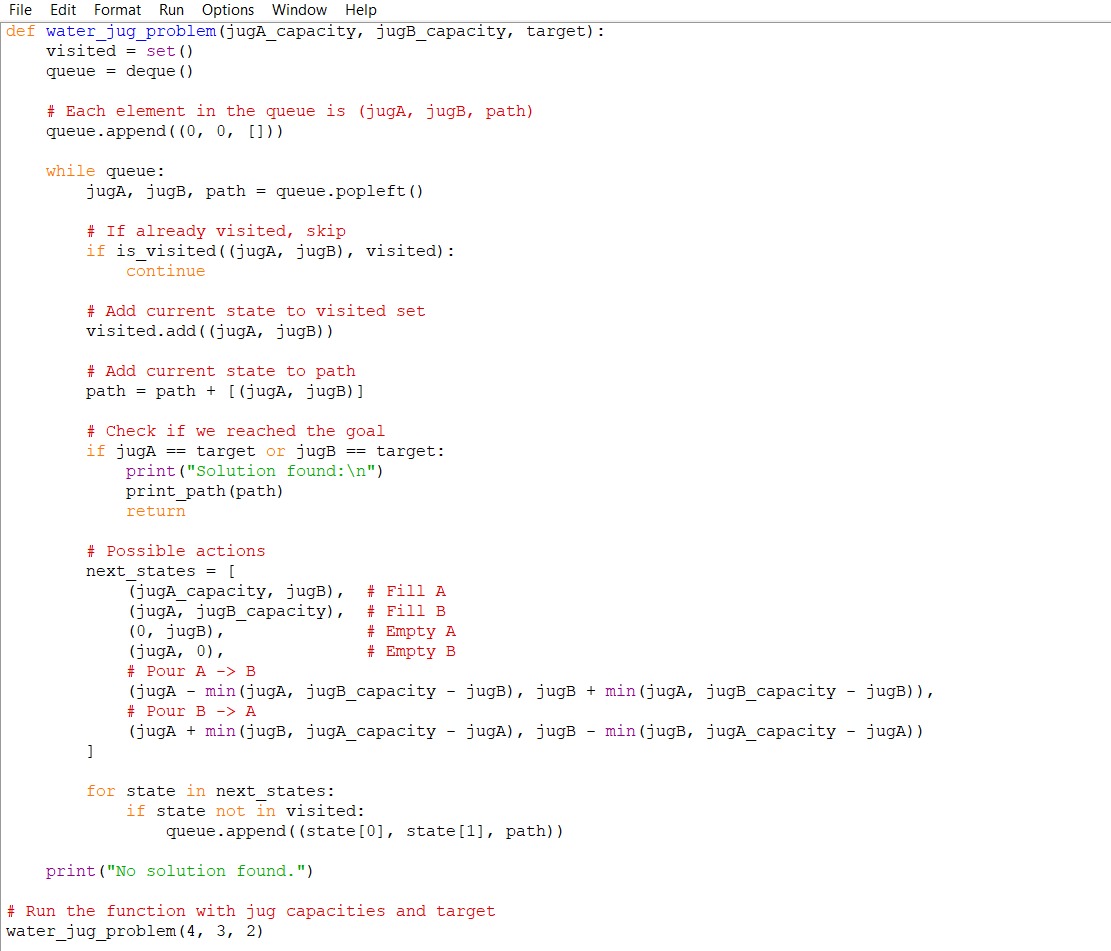 File Edit Format Run Options Window Help
def water_jug_problem(jugA_capacity, jugB_capacity, target):
    visited = set()
    queue = deque()

    # Each element in the queue is (jugA, jugB, path)
    queue.append((0, 0, []))

    while queue:
        jugA, jugB, path = queue.popleft()

        # If already visited, skip
        if is_visited((jugA, jugB), visited):
            continue

        # Add current state to visited set
        visited.add((jugA, jugB))

        # Add current state to path
        path = path + [(jugA, jugB)]

        # Check if we reached the goal
        if jugA == target or jugB == target:
            print("Solution found:\n")
            print_path(path)
            return

        # Possible actions
        next_states = [
            (jugA_capacity, jugB),  # Fill A
            (jugA, jugB_capacity),  # Fill B
            (0, jugB),              # Empty A
            (jugA, 0),              # Empty B
            # Pour A -> B
            (jugA - min(jugA, jugB_capacity - jugB), jugB + min(jugA, jugB_capacity - jugB)),
            # Pour B -> A
            (jugA + min(jugB, jugA_capacity - jugA), jugB - min(jugB, jugA_capacity - jugA))
        ]

        for state in next_states:
            if state not in visited:
                queue.append((state[0], state[1], path))

    print("No solution found.")

# Run the function with jug capacities and target
water_jug_problem(4, 3, 2)